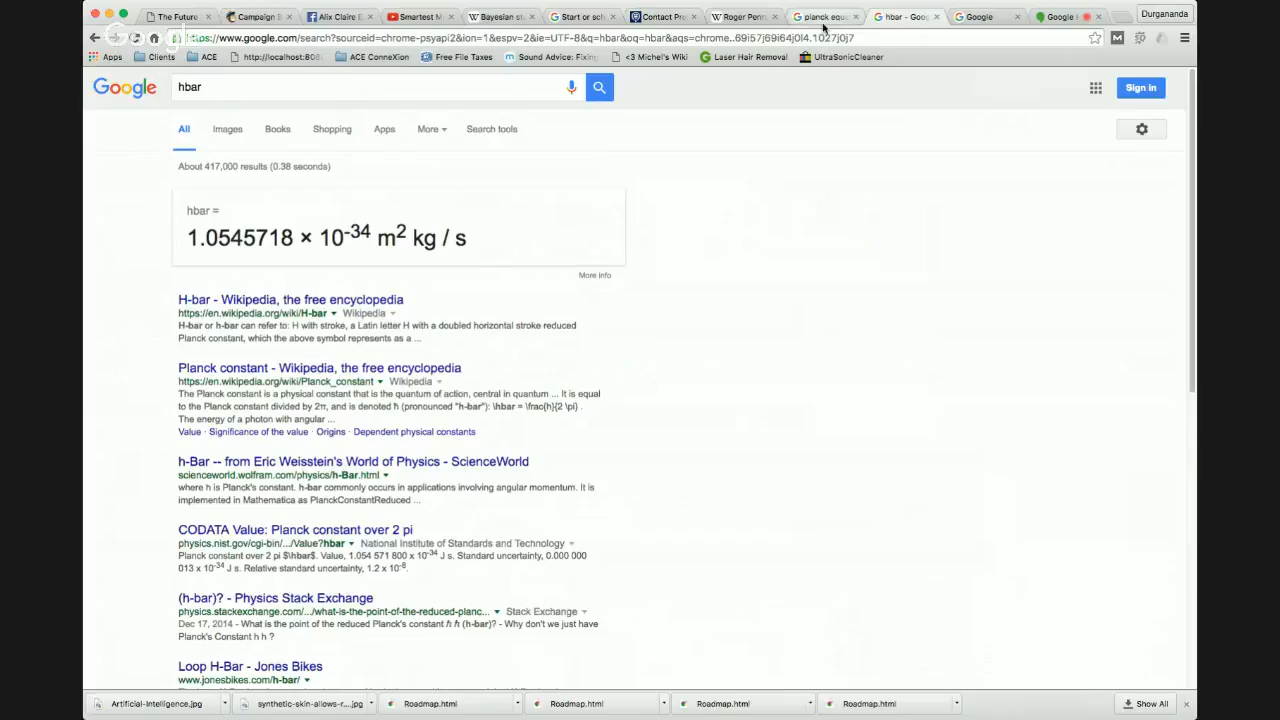 The Future
Campaign B
Alix Claire E
Smartest M
Bayesian st
Start or sch
Contact Pro
Roger Penn
planck equ
hbar - Goo
Google
Google
Durgananda
https://www.google.com/search?sourceid=chrome-psyapi2&ion=1&espv=2&ie=UTF-8&q=hbar&oq=hbar&aqs=chrome..69i57j69i64j0l4.1027j0j7
Apps Clients ACE http://localhost:808 ACE ConneXion Free File Taxes Sound Advice: Fixing <3 Michel's Wiki Laser Hair Removal UltraSonicCleaner
Google hbar Sign in
All Images Books Shopping Apps More Search tools
About 417,000 results (0.38 seconds)
hbar =
1.0545718 × 10-34 m2 kg / s
More info
H-bar - Wikipedia, the free encyclopedia
https://en.wikipedia.org/wiki/H-bar Wikipedia
H-bar or h-bar can refer to: H with stroke, a Latin letter H with a doubled horizontal stroke reduced
Planck constant, which the above symbol represents as a ...
Planck constant - Wikipedia, the free encyclopedia
https://en.wikipedia.org/wiki/Planck_constant Wikipedia
The Planck constant is a physical constant that is the quantum of action, central in quantum ... It is equal
to the Planck constant divided by 2π, and is denoted ħ (pronounced "h-bar"): \hbar = \frac{h}{2 \pi} .
The energy of a photon with angular ...
Value · Significance of the value · Origins · Dependent physical constants
h-Bar -- from Eric Weisstein's World of Physics - ScienceWorld
scienceworld.wolfram.com/physics/h-Bar.html
where h is Planck's constant. h-bar commonly occurs in applications involving angular momentum. It is
implemented in Mathematica as PlanckConstantReduced ...
CODATA Value: Planck constant over 2 pi
physics.nist.gov/cgi-bin/.../Value?hbar National Institute of Standards and Technology
Planck constant over 2 pi $\hbar$. Value, 1.054 571 800 x 10-34 J s. Standard uncertainty, 0.000 000
013 x 10-34 J s. Relative standard uncertainty, 1.2 x 10-8.
(h-bar)? - Physics Stack Exchange
physics.stackexchange.com/.../what-is-the-point-of-the-reduced-planc... Stack Exchange
Dec 17, 2014 - What is the point of the reduced Planck's constant ℏ ℏ (h-bar)? - Why don't we just have
Planck's Constant h h ?
Loop H-Bar - Jones Bikes
www.jonesbikes.com/h-bar/
Artificial-Intelligence.jpg synthetic-skin-allows-r....jpg Roadmap.html Roadmap.html Roadmap.html Roadmap.html Show All